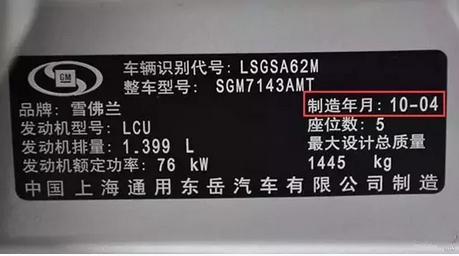 GM
车辆识别代号: LSGSA62M
整车型号: SGM7143AMT
品牌: 雪佛兰
制造年月: 10-04
发动机型号: LCU
座位数: 5
发动机排量: 1.399 L
最大设计总质量
发动机额定功率: 76 kW
1445 kg
中国上海通用东岳汽车有限公司制造